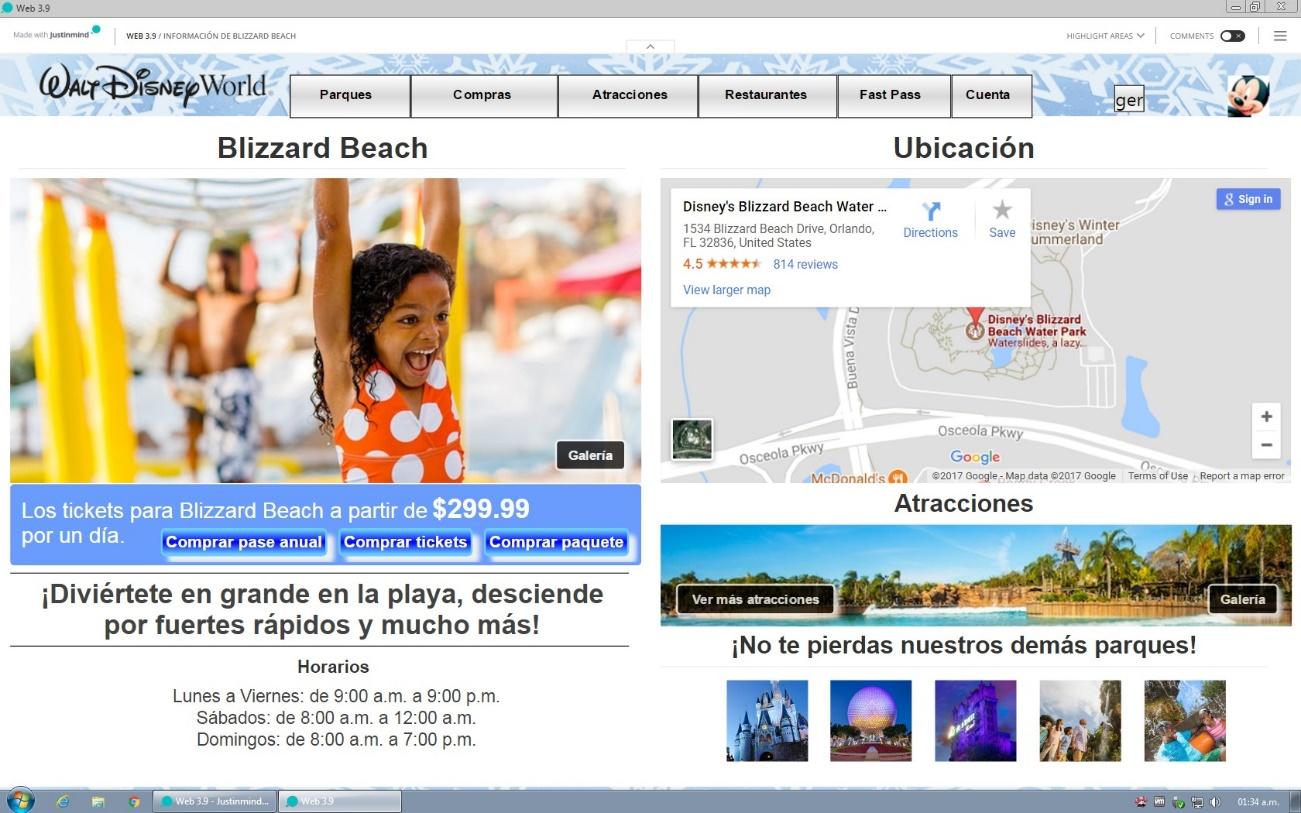 Web 3.9
Made with Justinmind
WEB 3.9 / INFORMACIÓN DE BLIZZARD BEACH
HIGHLIGHT AREAS
COMMENTS
WALT DISNEY World
Parques
Compras
Atracciones
Restaurantes
Fast Pass
Cuenta
ger
Blizzard Beach
Galería
Los tickets para Blizzard Beach a partir de $299.99
por un día.
Comprar pase anual
Comprar tickets
Comprar paquete
¡Diviértete en grande en la playa, desciende
por fuertes rápidos y mucho más!
Horarios
Lunes a Viernes: de 9:00 a.m. a 9:00 p.m.
Sábados: de 8:00 a.m. a 12:00 a.m.
Domingos: de 8:00 a.m. a 7:00 p.m.
Ubicación
Disney's Blizzard Beach Water ...
1534 Blizzard Beach Drive, Orlando,
FL 32836, United States
4.5
814 reviews
View larger map
Directions
Save
Sign in
isney's Winter
ummerland
Disney's Blizzard
Beach Water Park
Waterslides, a lazy...
Buena Vista D
Osceola Pkwy
Osceola Pkwy
Osc
McDonald's
Google
©2017 Google - Map data ©2017 Google
Terms of Use
Report a map error
Atracciones
Ver más atracciones
Galería
¡No te pierdas nuestros demás parques!
Web 3.9 - Justinmind...
Web 3.9
01:34 a.m.